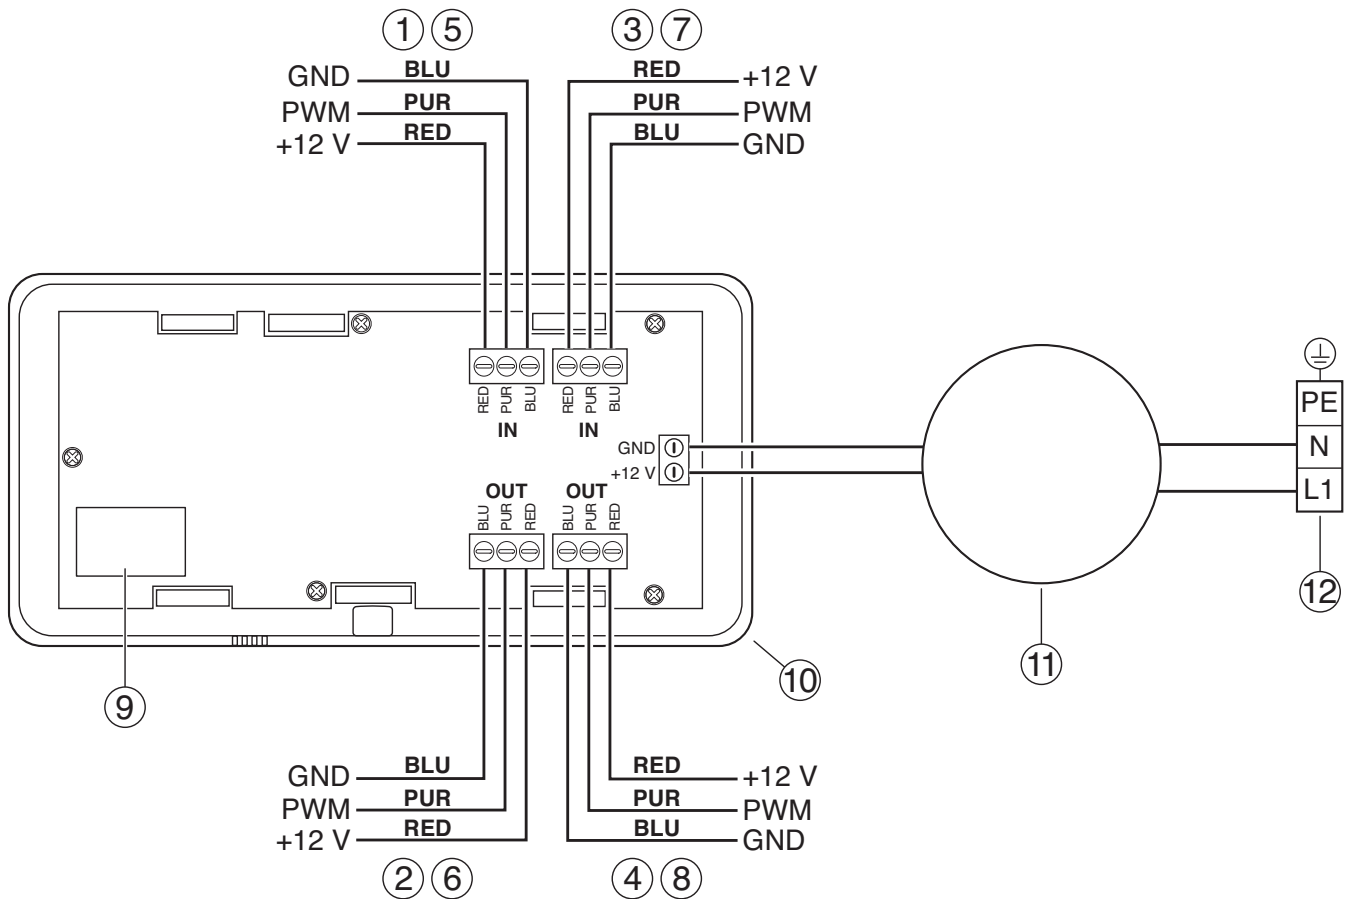 1 5
3 7
GND BLU
PWM PUR
+12 V RED
RED +12 V
PUR PWM
BLU GND
RED PUR BLU
IN
RED PUR BLU
IN
GND
+12 V
PE
N
L1
OUT
BLU PUR RED
OUT
BLU PUR RED
9
10
11
12
GND BLU
PWM PUR
+12 V RED
RED +12 V
PUR PWM
BLU GND
2 6
4 8